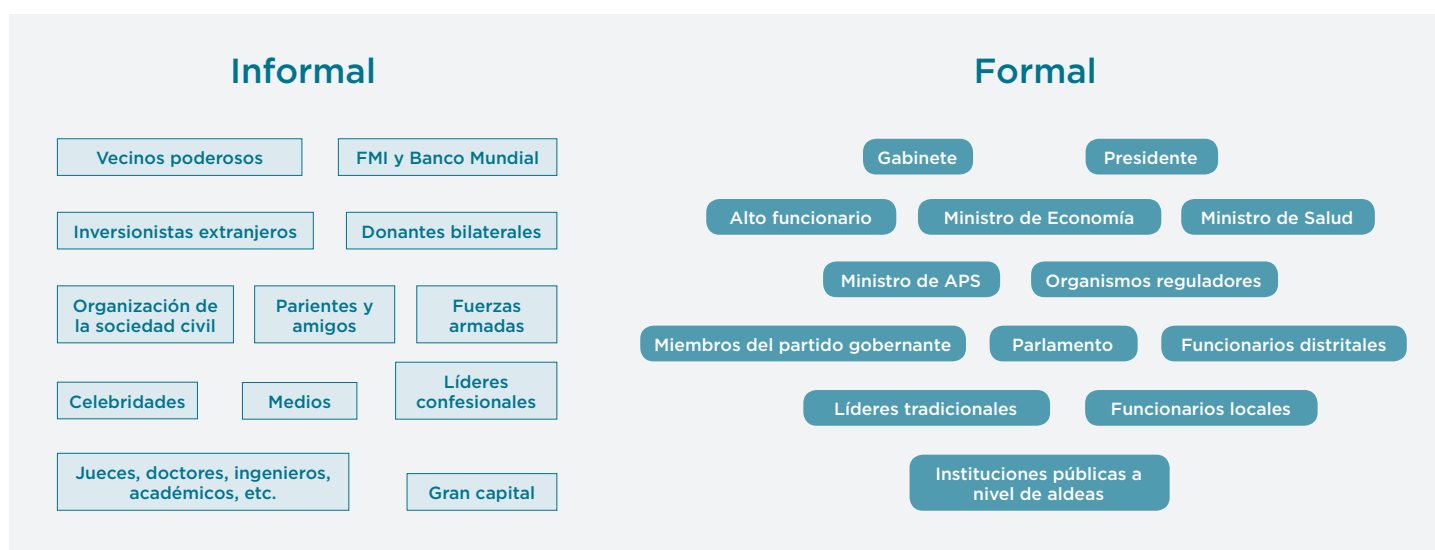 Informal
Vecinos poderosos
FMI y Banco Mundial
Inversionistas extranjeros
Donantes bilaterales
Organización de
la sociedad civil
Parientes y
amigos
Fuerzas
armadas
Celebridades
Medios
Líderes
confesionales
Jueces, doctores, ingenieros,
académicos, etc.
Gran capital
Formal
Gabinete
Presidente
Alto funcionario
Ministro de Economía
Ministro de Salud
Ministro de APS
Organismos reguladores
Miembros del partido gobernante
Parlamento
Funcionarios distritales
Líderes tradicionales
Funcionarios locales
Instituciones públicas a
nivel de aldeas